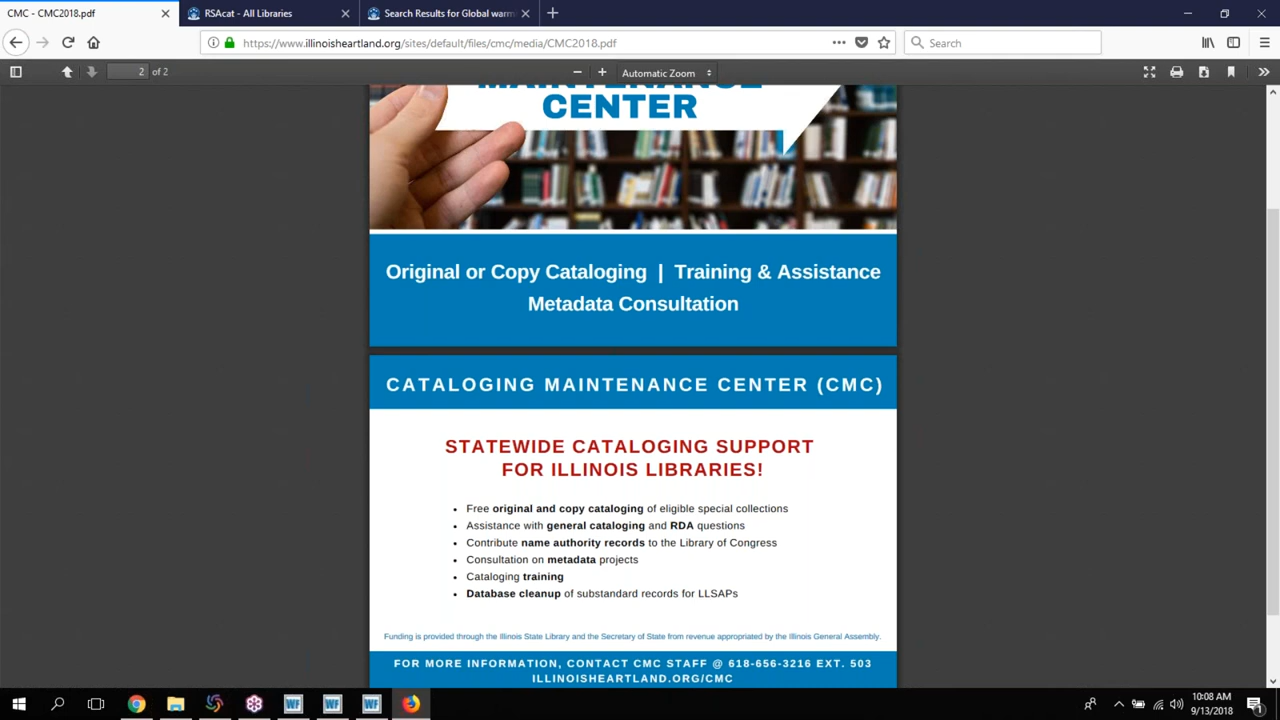 CMC - CMC2018.pdf
RSAcat - All Libraries
Search Results for Global warm
https://www.illinoisheartland.org/sites/default/files/cmc/media/CMC2018.pdf
Search
2 of 2
Automatic Zoom
MAINTENANCE
CENTER
Original or Copy Cataloging | Training & Assistance
Metadata Consultation
CATALOGING MAINTENANCE CENTER (CMC)
STATEWIDE CATALOGING SUPPORT
FOR ILLINOIS LIBRARIES!
• Free original and copy cataloging of eligible special collections
• Assistance with general cataloging and RDA questions
• Contribute name authority records to the Library of Congress
• Consultation on metadata projects
• Cataloging training
• Database cleanup of substandard records for LLSAPs
Funding is provided through the Illinois State Library and the Secretary of State from revenue appropriated by the Illinois General Assembly.
FOR MORE INFORMATION, CONTACT CMC STAFF @ 618-656-3216 EXT. 503
ILLINOISHEARTLAND.ORG/CMC
WF
WF
WF
10:08 AM
9/13/2018